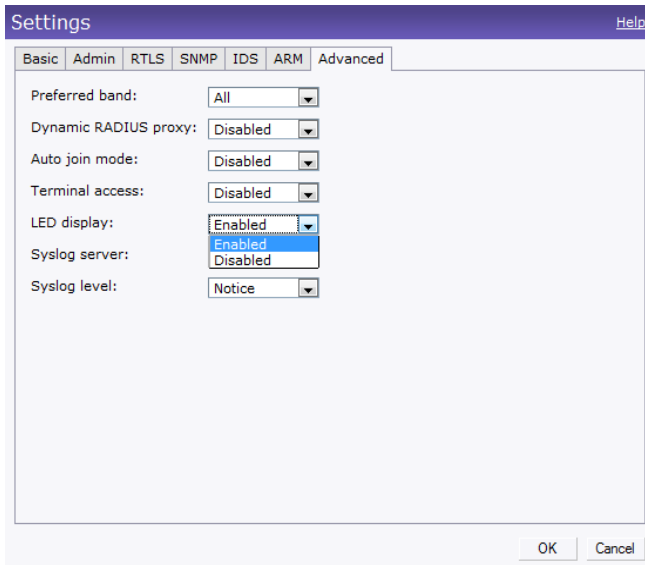 Settings Help
Basic Admin RTLS SNMP IDS ARM Advanced
Preferred band: All
Dynamic RADIUS proxy: Disabled
Auto join mode: Disabled
Terminal access: Disabled
LED display: Enabled
Enabled
Syslog server: Disabled
Syslog level: Notice
OK Cancel